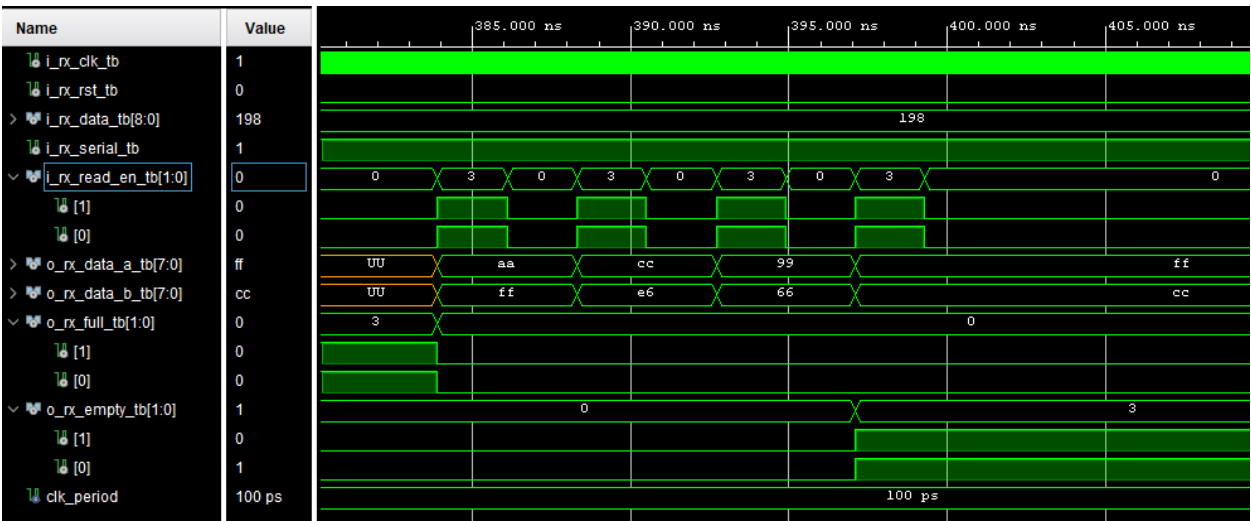 Name Value 385.000 ns 390.000 ns 395.000 ns 400.000 ns 405.000 ns
i_rx_clk_tb 1
i_rx_rst_tb 0
i_rx_data_tb[8:0] 198 198
i_rx_serial_tb 1
i_rx_read_en_tb[1:0] 0 0 3 0 3 0 3 0 3 0
[1] 0
[0] 0
o_rx_data_a_tb[7:0] ff UU aa cc 99 ff
o_rx_data_b_tb[7:0] cc UU ff e6 66 cc
o_rx_full_tb[1:0] 0 3 0
[1] 0
[0] 0
o_rx_empty_tb[1:0] 1 0 3
[1] 0
[0] 1
clk_period 100 ps 100 ps